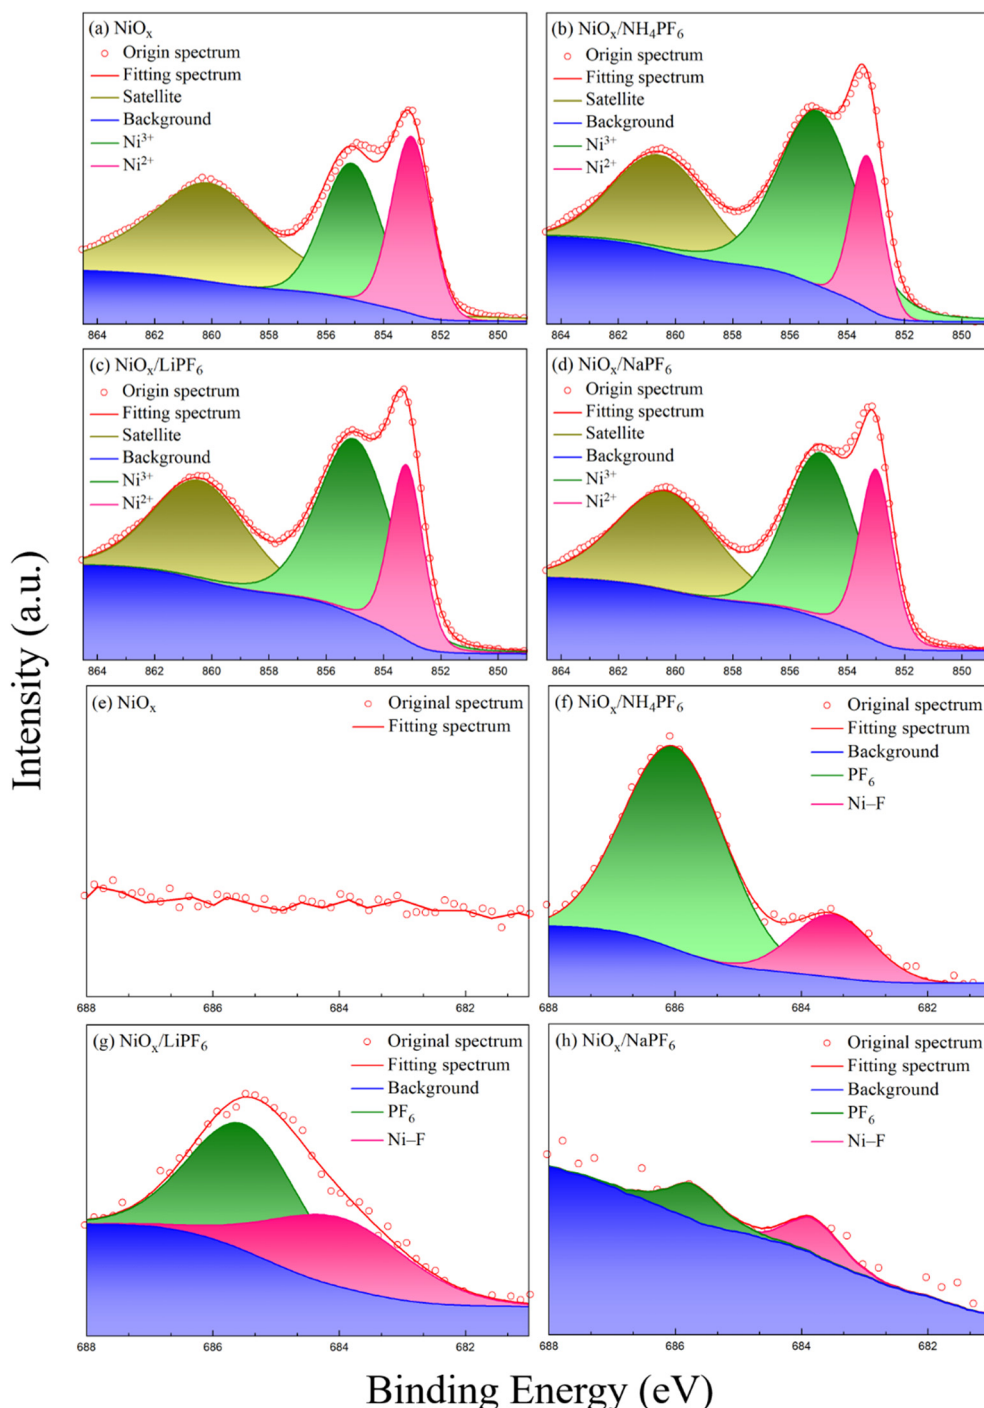 (a) NiOₓ
Origin spectrum
Fitting spectrum
Satellite
Background
Ni³⁺
Ni²⁺
864 862 860 858 856 854 852 850
(b) NiOₓ/NH₄PF₆
Origin spectrum
Fitting spectrum
Satellite
Background
Ni³⁺
Ni²⁺
864 862 860 858 856 854 852 850
(c) NiOₓ/LiPF₆
Origin spectrum
Fitting spectrum
Satellite
Background
Ni³⁺
Ni²⁺
864 862 860 858 856 854 852 850
(d) NiOₓ/NaPF₆
Origin spectrum
Fitting spectrum
Satellite
Background
Ni³⁺
Ni²⁺
864 862 860 858 856 854 852 850
Intensity (a.u.)
(e) NiOₓ
Original spectrum
Fitting spectrum
688 686 684 682
(f) NiOₓ/NH₄PF₆
Original spectrum
Fitting spectrum
Background
PF₆
Ni–F
688 686 684 682
(g) NiOₓ/LiPF₆
Original spectrum
Fitting spectrum
Background
PF₆
Ni–F
688 686 684 682
(h) NiOₓ/NaPF₆
Original spectrum
Fitting spectrum
Background
PF₆
Ni–F
688 686 684 682
Binding Energy (eV)